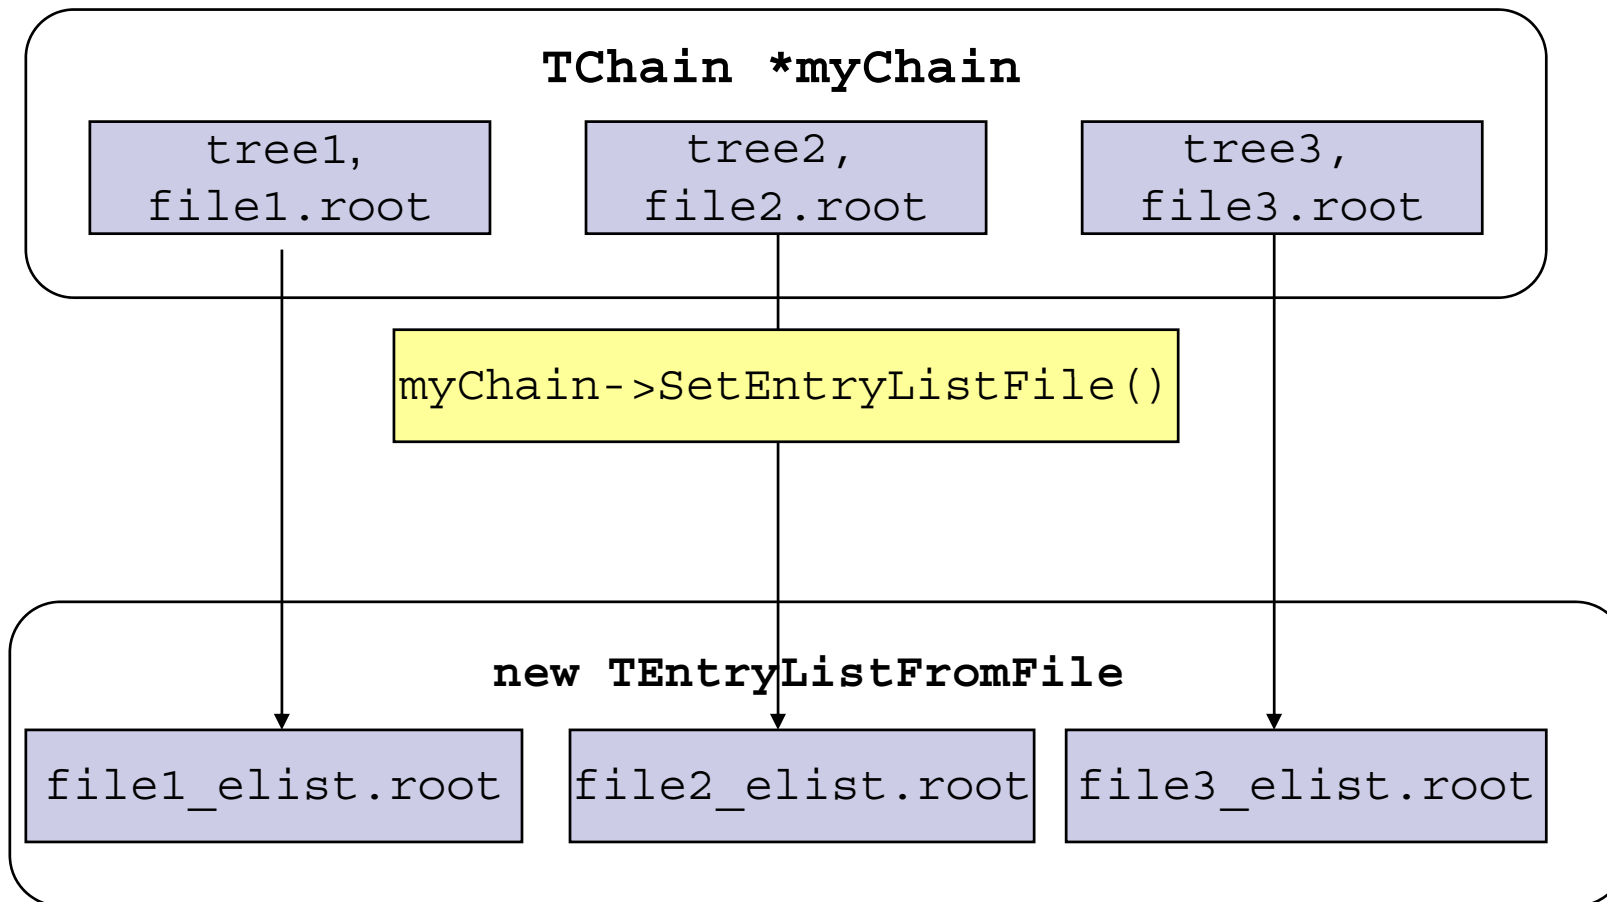 TChain *myChain
tree1,
file1.root
tree2,
file2.root
tree3,
file3.root
myChain->SetEntryListFile()
new TEntryListFromFile
file1_elist.root
file2_elist.root
file3_elist.root